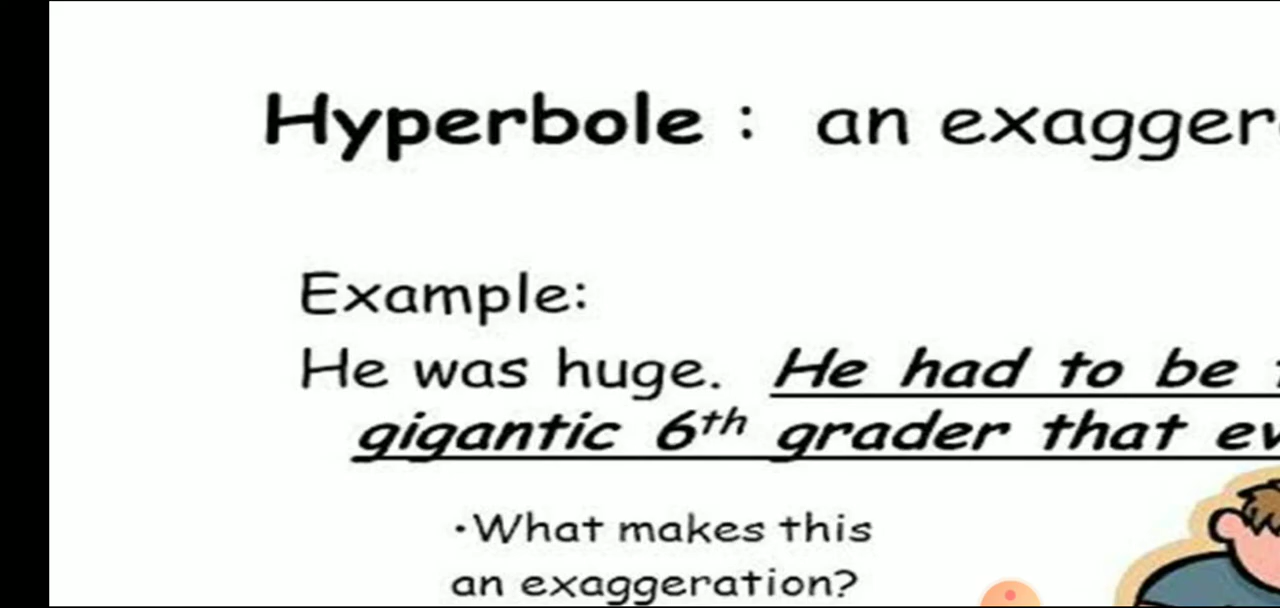 Hyperbole : an exagger
Example:
He was huge. He had to be
gigantic 6th grader that ev
•What makes this
an exaggeration?